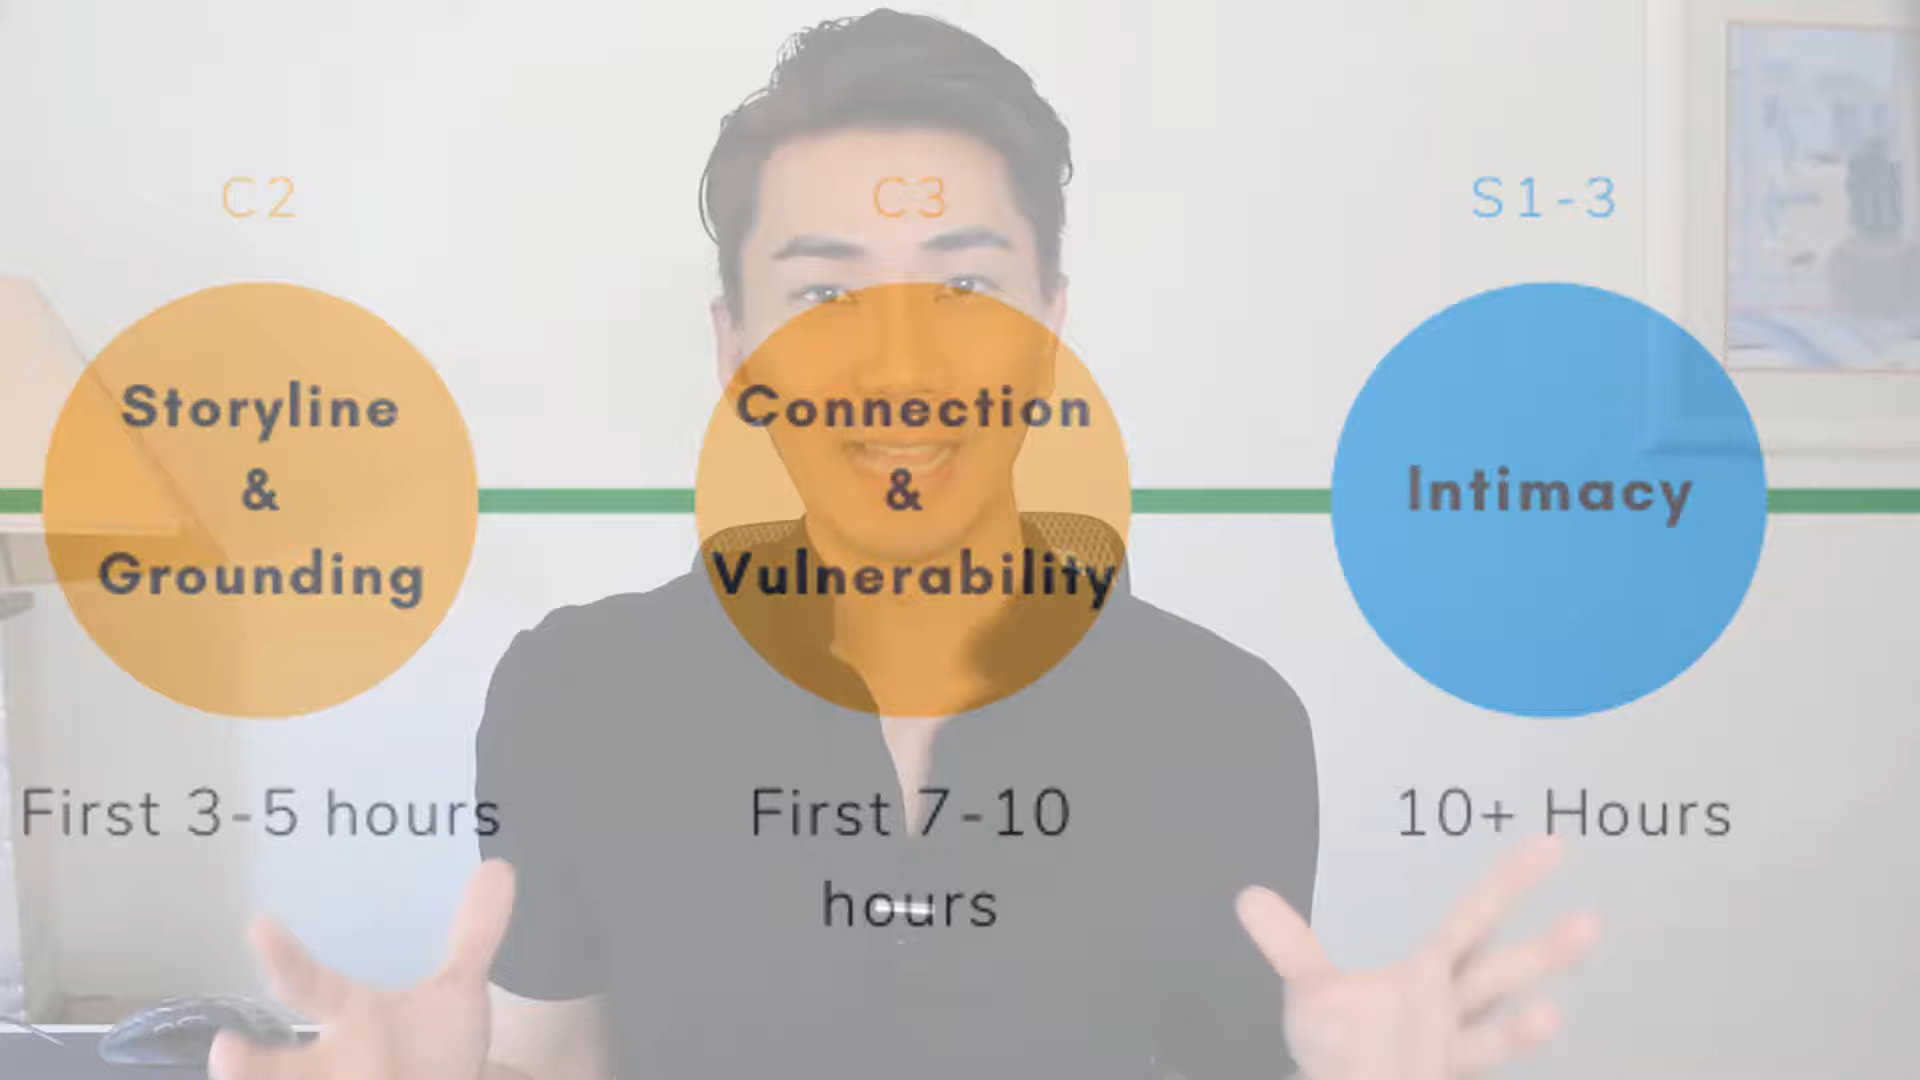 C2
Storyline
&
Grounding
First 3-5 hours
C3
Connection
&
Vulnerability
First 7-10
hours
S1-3
Intimacy
10+ Hours